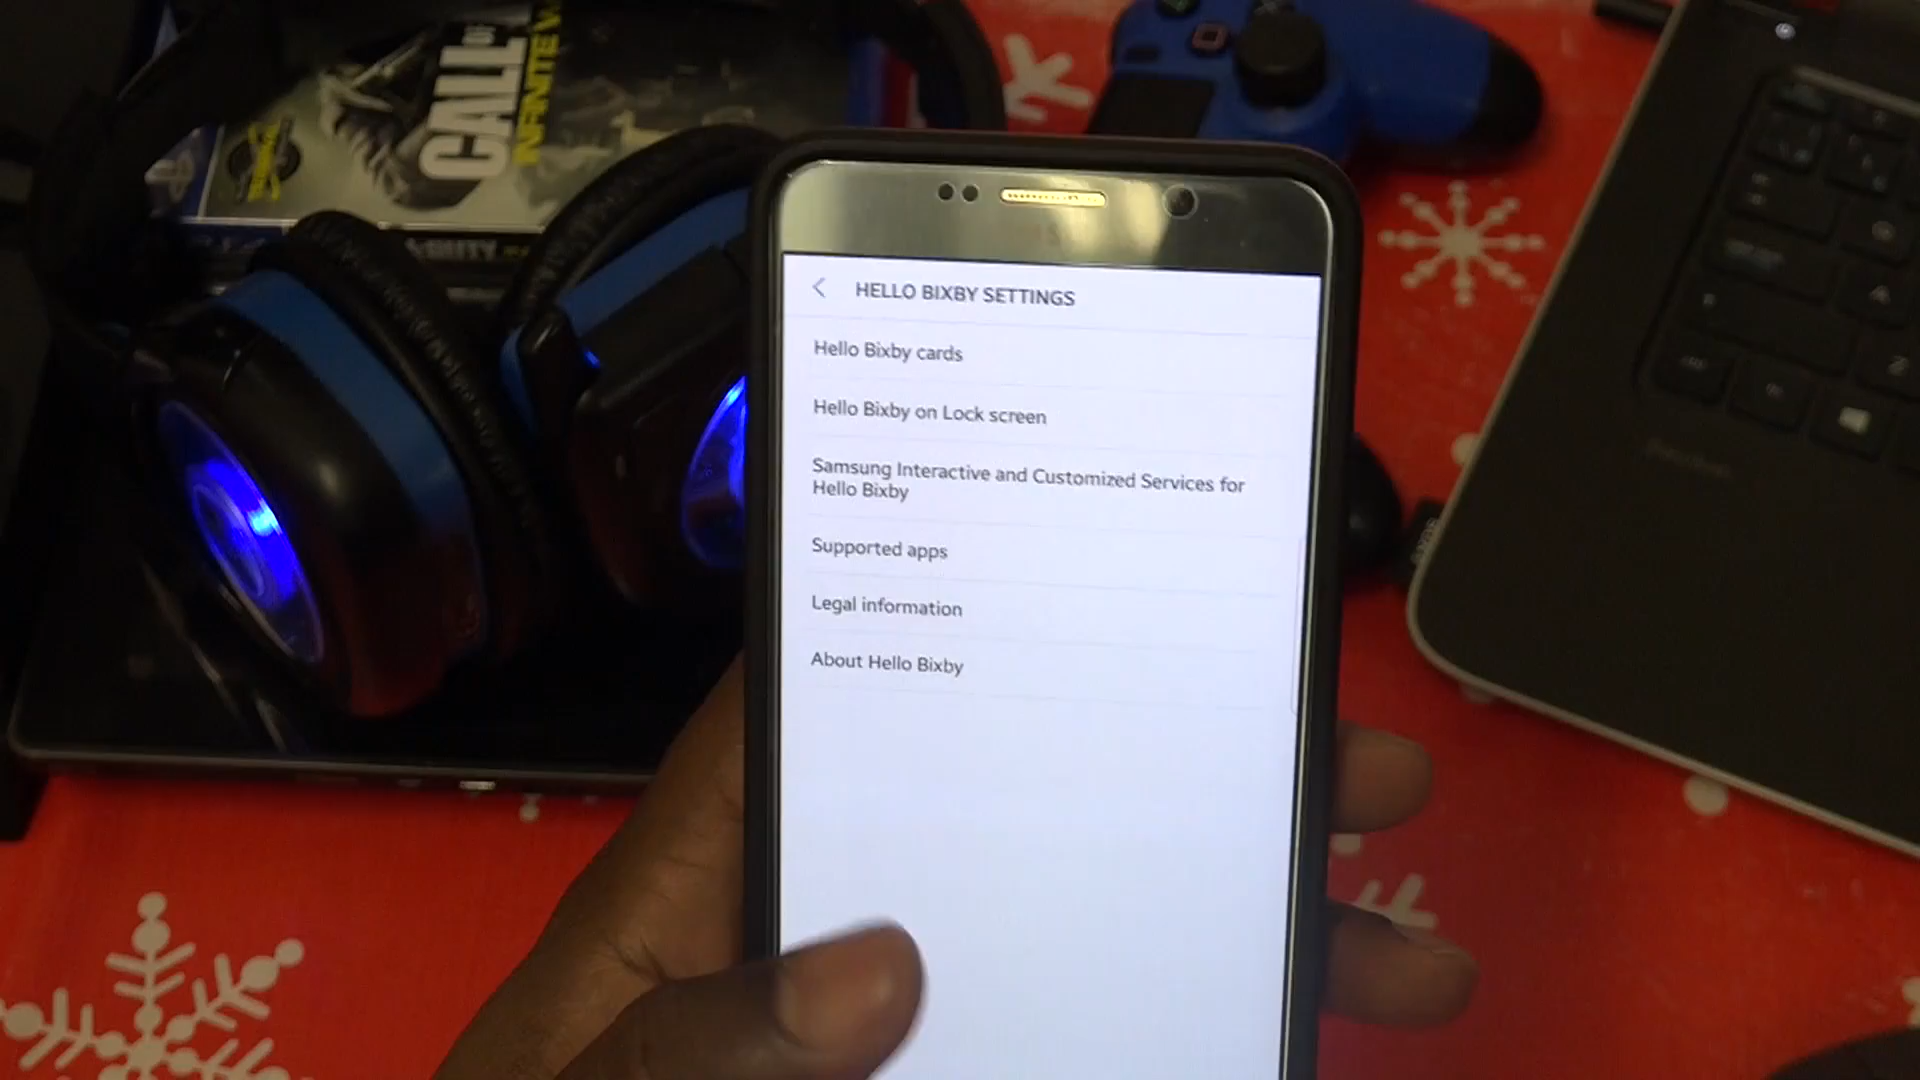 CALL OF
INFINITE W
HELLO BIXBY SETTINGS
Hello Bixby cards
Hello Bixby on Lock screen
Samsung Interactive and Customized Services for
Hello Bixby
Supported apps
Legal information
About Hello Bixby